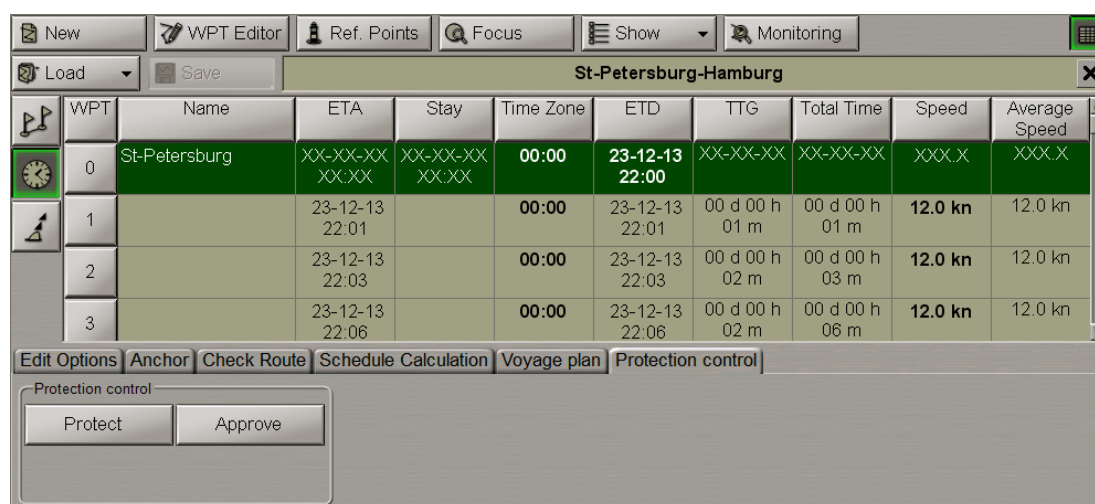 New WPT Editor Ref. Points Focus Show Monitoring
Load Save St-Petersburg-Hamburg
WPT Name ETA Stay Time Zone ETD TTG Total Time Speed Average
Speed
0 St-Petersburg XX-XX-XX XX-XX-XX 00:00 23-12-13 XX-XX-XX XX-XX-XX XXX.X XXX.X
XX:XX XX:XX 22:00
1 23-12-13 00:00 23-12-13 00 d 00 h 00 d 00 h 12.0 kn 12.0 kn
22:01 22:01 01 m 01 m
2 23-12-13 00:00 23-12-13 00 d 00 h 00 d 00 h 12.0 kn 12.0 kn
22:03 22:03 02 m 03 m
3 23-12-13 00:00 23-12-13 00 d 00 h 00 d 00 h 12.0 kn 12.0 kn
22:06 22:06 02 m 06 m
Edit Options Anchor Check Route Schedule Calculation Voyage plan Protection control
Protection control
Protect Approve